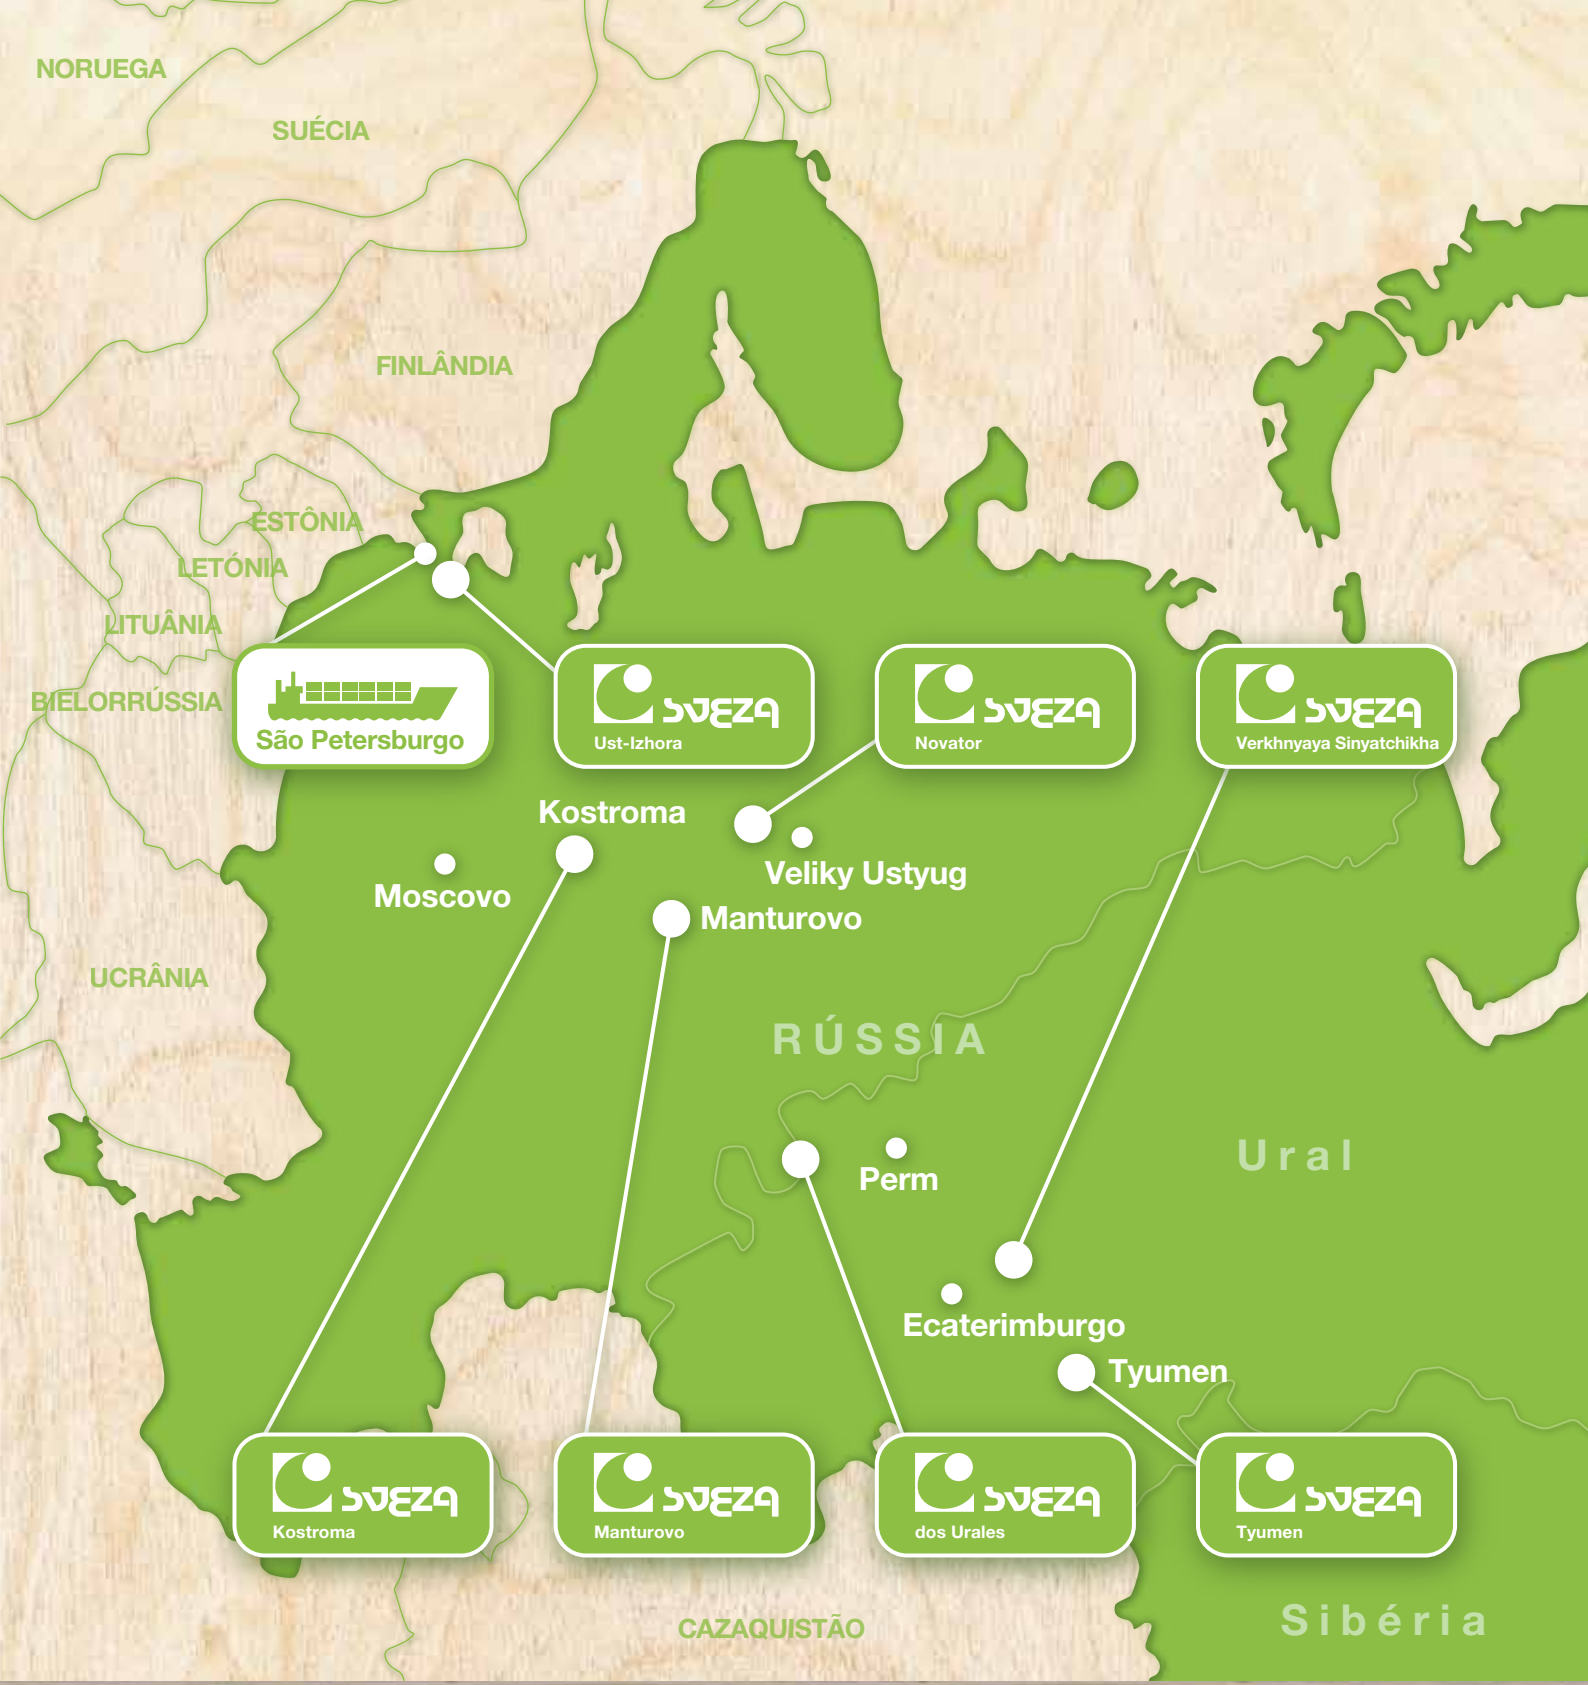 NORUEGA
SUÉCIA
FINLÂNDIA
ESTÔNIA
LETÓNIA
LITUÂNIA
BIELORRÚSSIA
São Petersburgo
SVEZA
Ust-Izhora
SVEZA
Novator
SVEZA
Verkhnyaya Sinyatchikha
Kostroma
Moscovo
Veliky Ustyug
Manturovo
UCRÂNIA
RÚSSIA
Ural
Perm
Ecaterimburgo
Tyumen
SVEZA
Kostroma
SVEZA
Manturovo
SVEZA
dos Urales
SVEZA
Tyumen
CAZAQUISTÃO
Sibéria